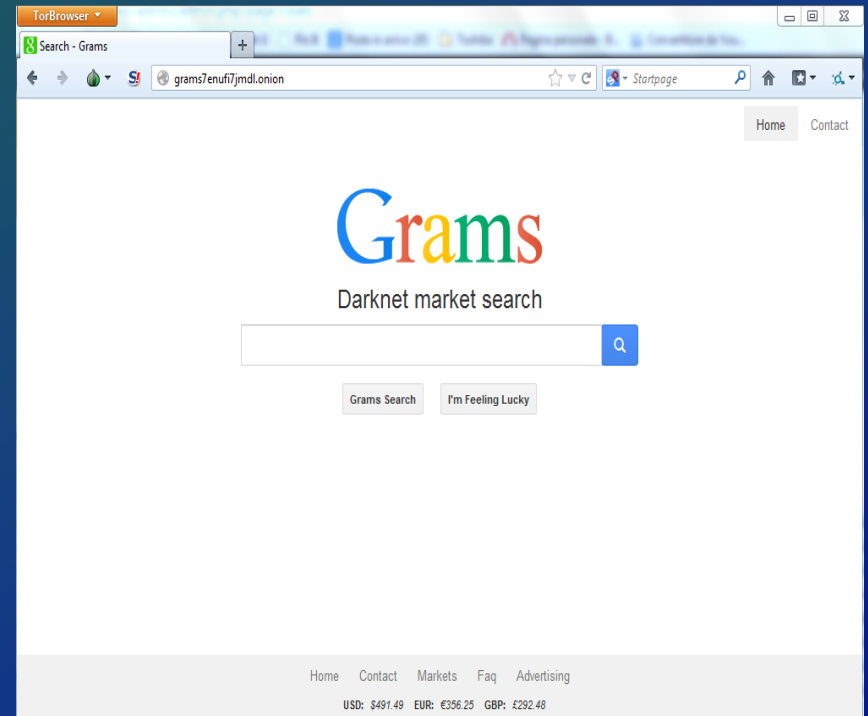 TorBrowser
Search - Grams
grams7enufi7jmdl.onion
Startpage
Home Contact
Grams
Darknet market search
Grams Search I'm Feeling Lucky
Home Contact Markets Faq Advertising
USD: $491.49 EUR: €356.25 GBP: £292.48